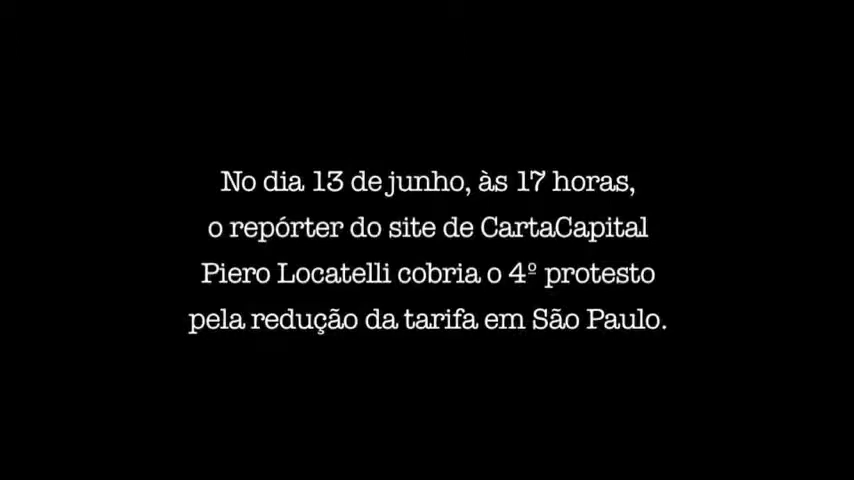 No dia 13 de junho, às 17 horas,
o repórter do site de CartaCapital
Piero Locatelli cobria o 4º protesto
pela redução da tarifa em São Paulo.